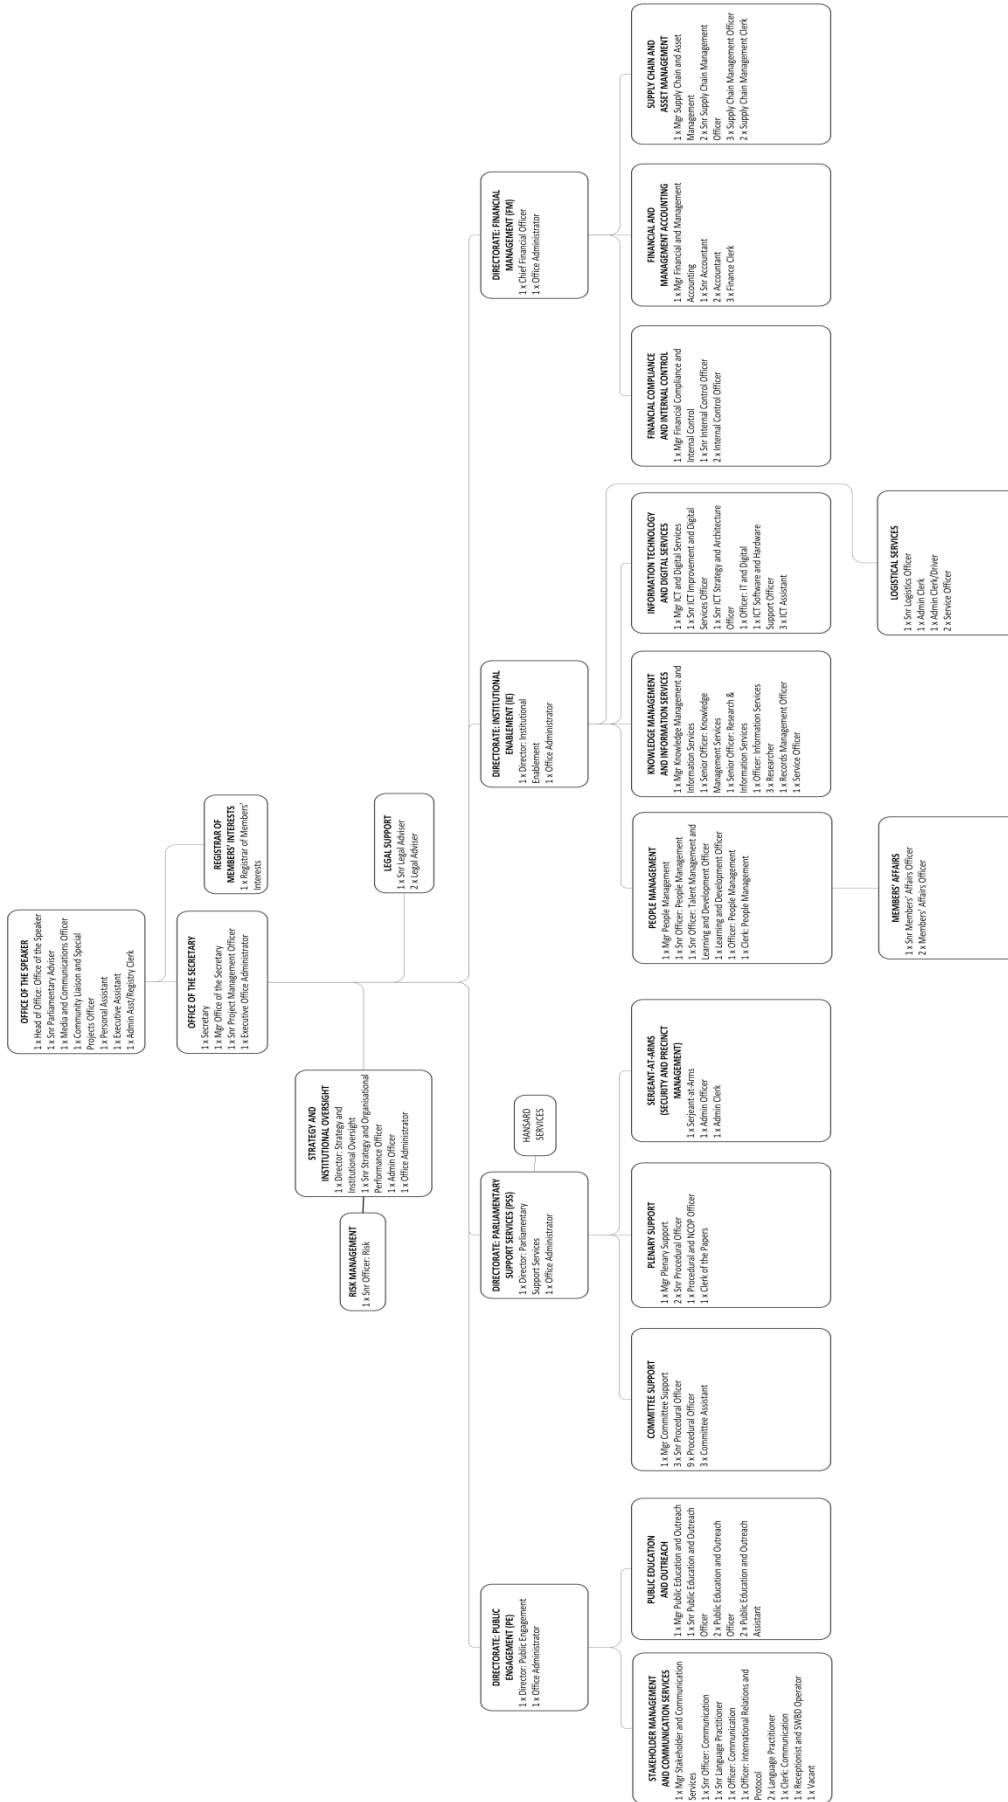 OFFICE OF THE SPEAKER
1 x Head of Office: Office of the Speaker
1 x Snr Parliamentary Adviser
1 x Media and Communications Officer
1 x Community Liaison and Special
Projects Officer
1 x Personal Assistant
1 x Executive Assistant
1 x Admin Asst/Registry Clerk
REGISTRAR OF
MEMBERS' INTERESTS
1 x Registrar of Members'
Interests
OFFICE OF THE SECRETARY
1 x Secretary
1 x Mgr Office of the Secretary
1 x Snr Project Management Officer
1 x Executive Office Administrator
STRATEGY AND
INSTITUTIONAL OVERSIGHT
1 x Director: Strategy and
Institutional Oversight
1 x Snr Strategy and Organisational
Performance Officer
1 x Admin Officer
1 x Office Administrator
RISK MANAGEMENT
1 x Snr Officer: Risk
LEGAL SUPPORT
1 x Snr Legal Adviser
2 x Legal Adviser
DIRECTORATE: PUBLIC
ENGAGEMENT (PE)
1 x Director: Public Engagement
1 x Office Administrator
DIRECTORATE: PARLIAMENTARY
SUPPORT SERVICES (PSS)
1 x Director: Parliamentary
Support Services
1 x Office Administrator
HANSARD
SERVICES
DIRECTORATE: INSTITUTIONAL
ENABLEMENT (IE)
1 x Director: Institutional
Enablement
1 x Office Administrator
DIRECTORATE: FINANCIAL
MANAGEMENT (FM)
1 x Chief Financial Officer
1 x Office Administrator
STAKEHOLDER MANAGEMENT
AND COMMUNICATION SERVICES
1 x Mgr Stakeholder and Communication
Services
1 x Snr Officer: Communication
1 x Snr Language Practitioner
1 x Officer: Communication
1 x Officer: International Relations and
Protocol
2 x Language Practitioner
1 x Clerk: Communication
1 x Receptionist and SWBD Operator
1 x Vacant
PUBLIC EDUCATION
AND OUTREACH
1 x Mgr Public Education and Outreach
1 x Snr Public Education and Outreach
Officer
2 x Public Education and Outreach
Officer
2 x Public Education and Outreach
Assistant
COMMITTEE SUPPORT
1 x Mgr Committee Support
3 x Snr Procedural Officer
9 x Procedural Officer
3 x Committee Assistant
PLENARY SUPPORT
1 x Mgr Plenary Support
2 x Snr Procedural Officer
1 x Procedural and NCOP Officer
1 x Clerk of the Papers
SERJEANT-AT-ARMS
(SECURITY AND PRECINCT
MANAGEMENT)
1 x Serjeant-at-Arms
1 x Admin Officer
1 x Admin Clerk
PEOPLE MANAGEMENT
1 x Mgr People Management
1 x Snr Officer: People Management
1 x Snr Officer: Talent Management and
Learning and Development Officer
1 x Learning and Development Officer
1 x Officer: People Management
1 x Clerk: People Management
KNOWLEDGE MANAGEMENT
AND INFORMATION SERVICES
1 x Mgr Knowledge Management and
Information Services
1 x Senior Officer: Knowledge
Management Services
1 x Senior Officer: Research &
Information Services
1 x Officer: Information Services
3 x Researcher
1 x Records Management Officer
1 x Service Officer
INFORMATION TECHNOLOGY
AND DIGITAL SERVICES
1 x Mgr ICT and Digital Services
1 x Snr ICT Improvement and Digital
Services Officer
1 x Snr ICT Strategy and Architecture
Officer
1 x Officer: IT and Digital
1 x ICT Software and Hardware
Support Officer
3 x ICT Assistant
FINANCIAL COMPLIANCE
AND INTERNAL CONTROL
1 x Mgr Financial Compliance and
Internal Control
1 x Snr Internal Control Officer
2 x Internal Control Officer
FINANCIAL AND
MANAGEMENT ACCOUNTING
1 x Mgr Financial and Management
Accounting
1 x Snr Accountant
2 x Accountant
3 x Finance Clerk
SUPPLY CHAIN AND
ASSET MANAGEMENT
1 x Mgr Supply Chain and Asset
Management
2 x Snr Supply Chain Management
Officer
3 x Supply Chain Management Officer
2 x Supply Chain Management Clerk
MEMBERS' AFFAIRS
1 x Snr Members' Affairs Officer
2 x Members' Affairs Officer
LOGISTICAL SERVICES
1 x Snr Logistics Officer
1 x Admin Clerk
1 x Admin Clerk/Driver
2 x Service Officer